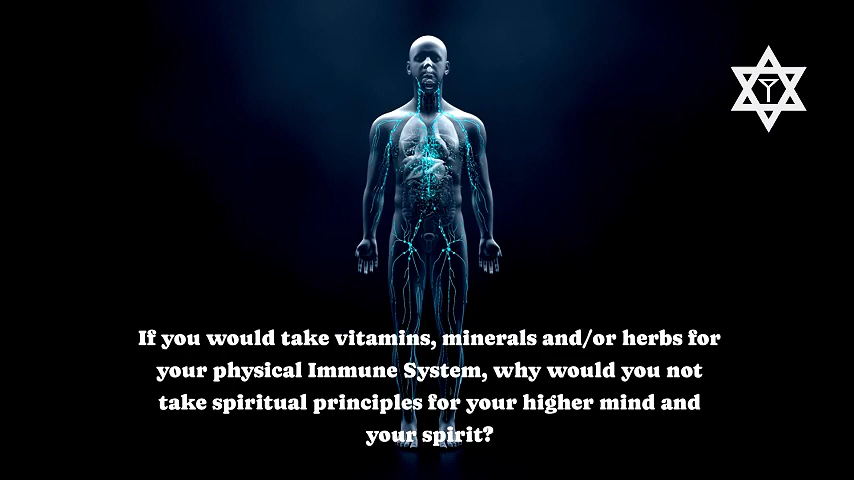 If you would take vitamins, minerals and/or herbs for
your physical Immune System, why would you not
take spiritual principles for your higher mind and
your spirit?